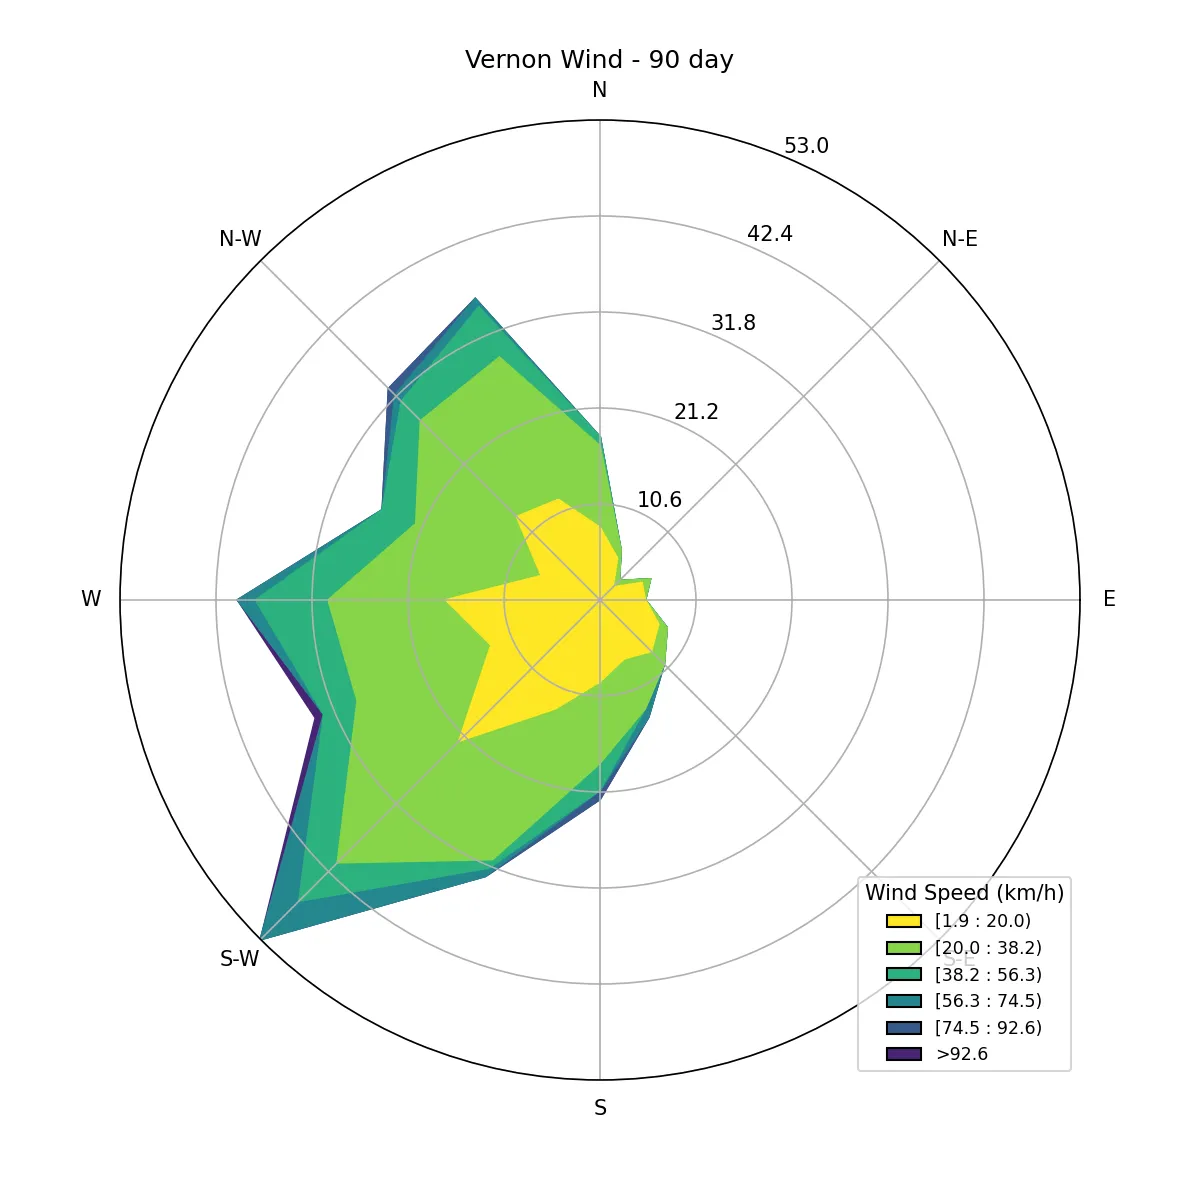 Vernon Wind - 90 day
N
53.0
N-W
N-E
42.4
31.8
21.2
10.6
W
E
S-W
S-E
S
Wind Speed (km/h)
[1.9 : 20.0)
[20.0 : 38.2)
[38.2 : 56.3)
[56.3 : 74.5)
[74.5 : 92.6)
>92.6